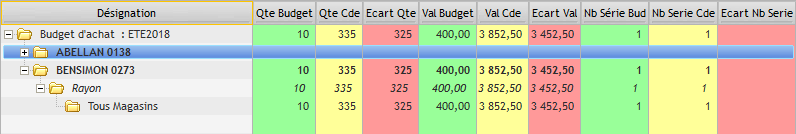 Désignation Qte Budget Qte Cde Ecart Qte Val Budget Val Cde Ecart Val Nb Série Bud Nb Serie Cde Ecart Nb Serie
Budget d'achat : ETE2018 10 335 325 400,00 3 852,50 3 452,50 1 1
ABELLAN 0138
BENSIMON 0273 10 335 325 400,00 3 852,50 3 452,50 1 1
Rayon 10 335 325 400,00 3 852,50 3 452,50 1 1
Tous Magasins 10 335 325 400,00 3 852,50 3 452,50 1 1